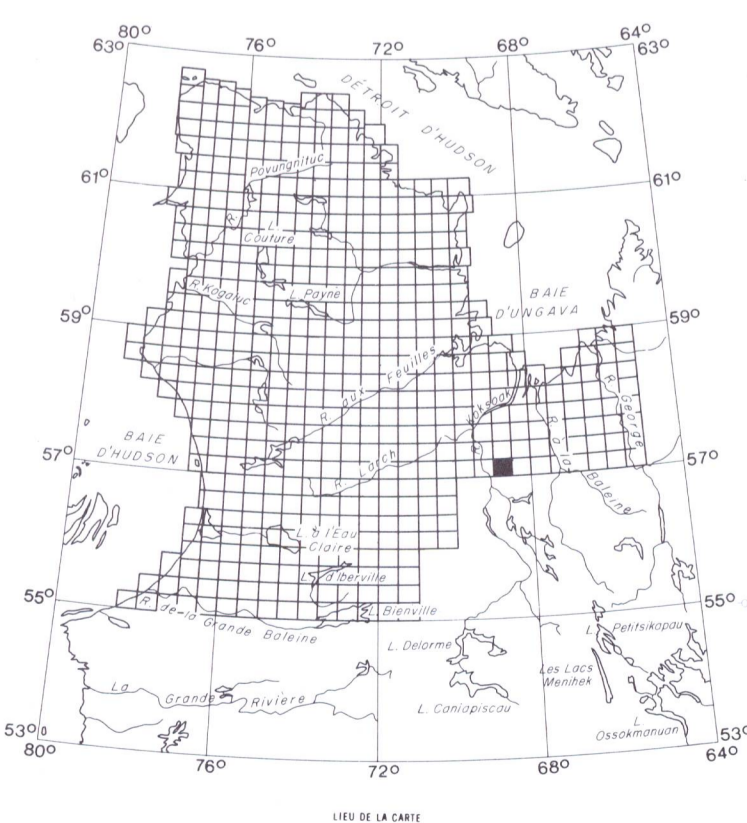 80° 76° 72° 68° 64°
63° 63°
DÉTROIT D'HUDSON
61° 61°
R. Povungnituc
L. Couture
R. Kogaluc
L. Payne
BAIE
D'UNGAVA
59° 59°
R. aux Feuilles
Koksoak
R. à la Baleine
R. George
BAIE
D'HUDSON
57° 57°
R. Larch
L. à l'Eau
Claire
L. d'Iberville
55° 55°
R. de-la Grande Baleine
L. Bienville
L. Delorme
L. Petitsikapau
Les Lacs
Menihek
La Grande Rivière
L. Caniapiscau
L.
Ossokmanuan
53° 53°
80° 76° 72° 68° 64°
LIEU DE LA CARTE